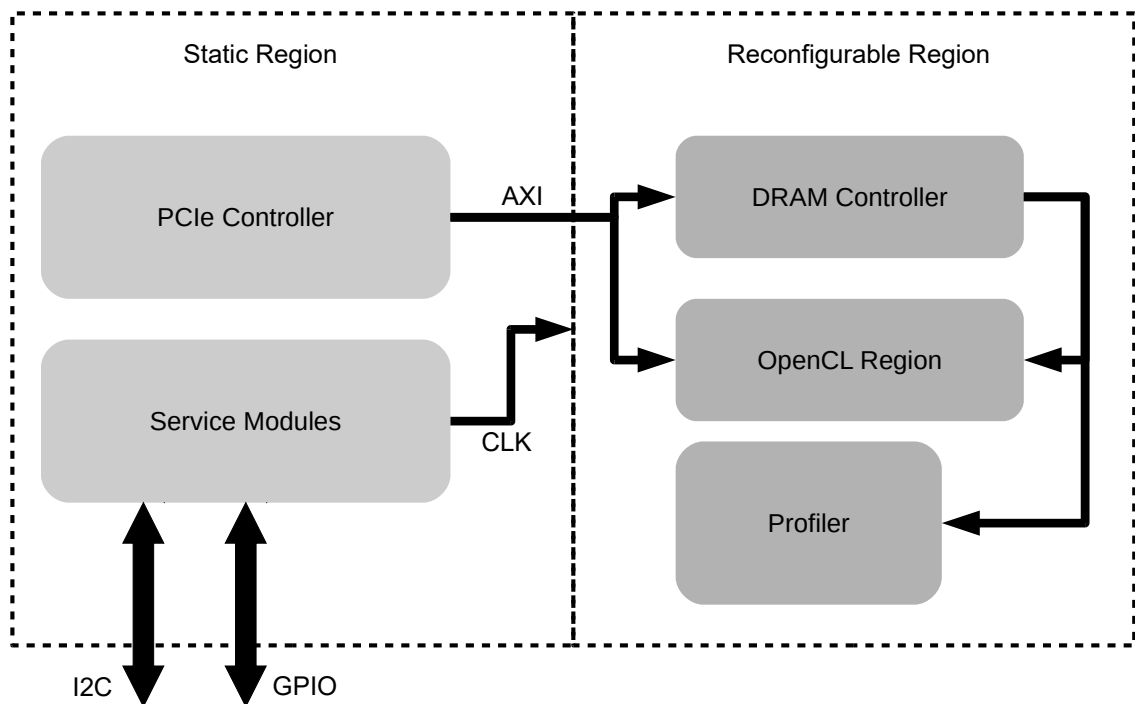 Static Region
Reconfigurable Region
PCIe Controller
AXI
DRAM Controller
Service Modules
CLK
OpenCL Region
Profiler
I2C
GPIO